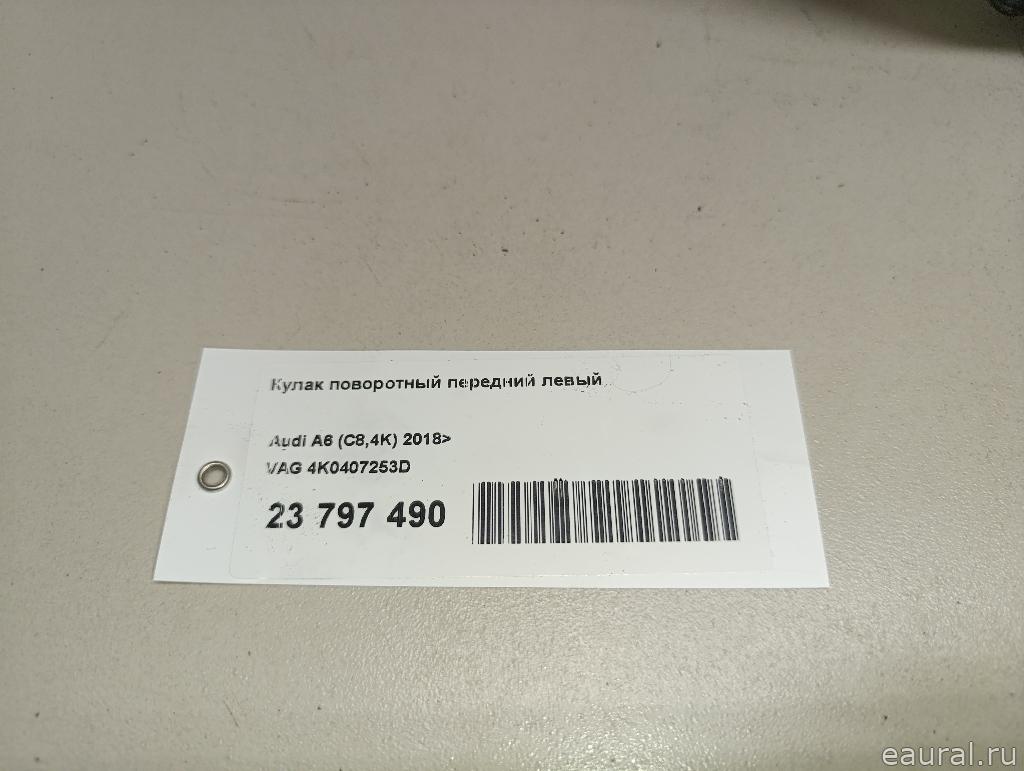 Кулак поворотный передний левый
Audi A6 (C8,4K) 2018>
VAG 4K0407253D
23 797 490
eaural.ru